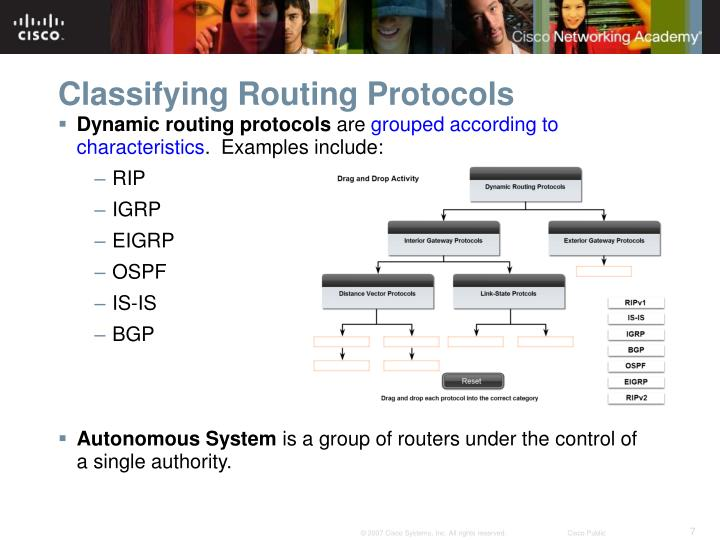 CISCO.
Cisco Networking Academy®
Classifying Routing Protocols
Dynamic routing protocols are grouped according to
characteristics. Examples include:
– RIP
– IGRP
– EIGRP
– OSPF
– IS-IS
– BGP
Drag and Drop Activity
Dynamic Routing Protocols
Interior Gateway Protocols
Exterior Gateway Protocols
Distance Vector Protocols
Link-State Protcols
RIPv1
IS-IS
IGRP
BGP
OSPF
EIGRP
RIPv2
Reset
Drag and drop each protocol into the correct category
Autonomous System is a group of routers under the control of
a single authority.
© 2007 Cisco Systems, Inc. All rights reserved.
Cisco Public
7